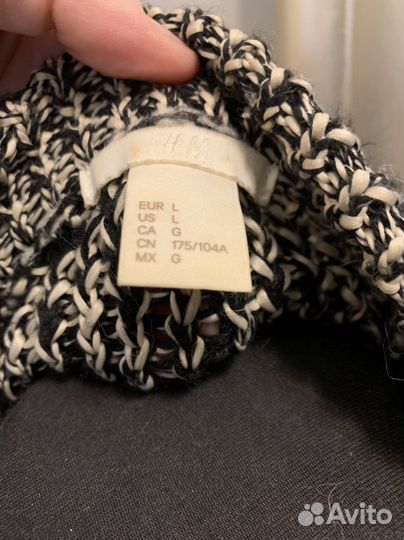 H&M
EUR L
US L
CA G
CN 175/104A
MX G
Avito